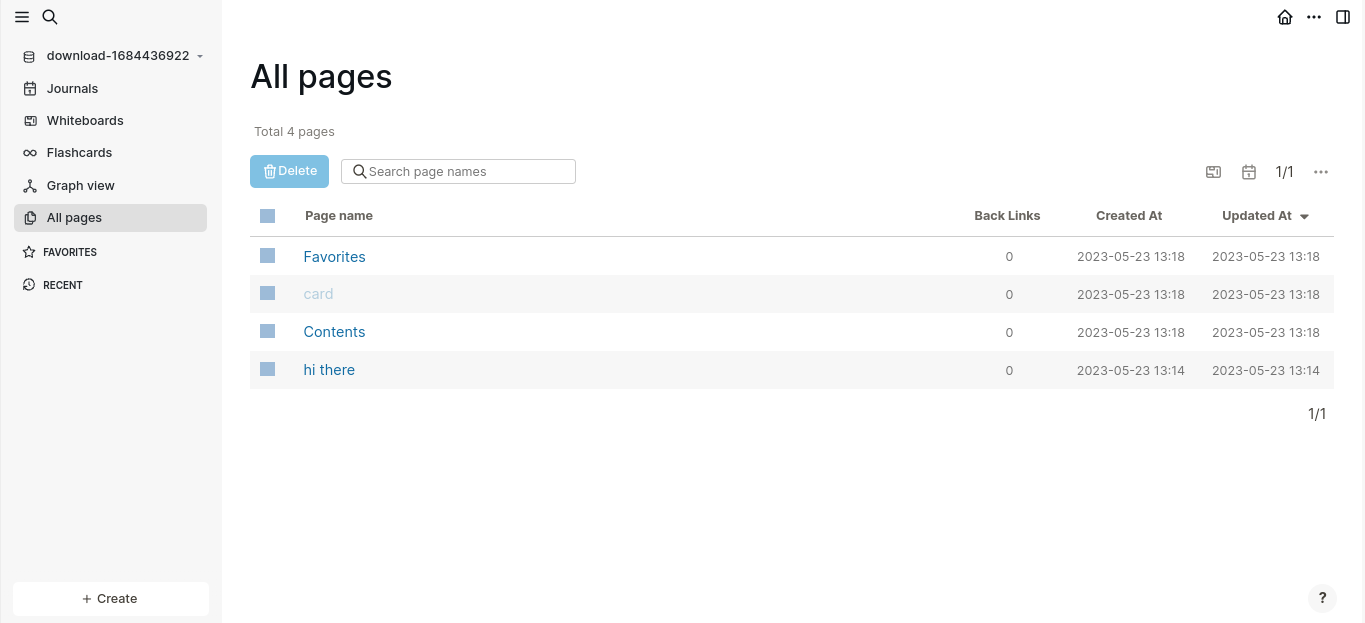 download-1684436922
Journals
Whiteboards
Flashcards
Graph view
All pages
FAVORITES
RECENT
+ Create
All pages
Total 4 pages
Delete
Search page names
1/1
Page name Back Links Created At Updated At
Favorites 0 2023-05-23 13:18 2023-05-23 13:18
card 0 2023-05-23 13:18 2023-05-23 13:18
Contents 0 2023-05-23 13:18 2023-05-23 13:18
hi there 0 2023-05-23 13:14 2023-05-23 13:14
1/1
?